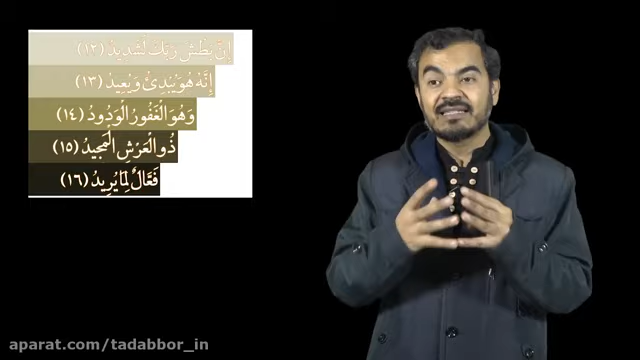 إِنَّ بَطْشَ رَبِّكَ لَشَدِيدٌ (١٢)
إِنَّهُ هُوَ يُبْدِئُ وَيُعِيدُ (١٣)
وَهُوَ الْغَفُورُ الْوَدُودُ (١٤)
ذُو الْعَرْشِ الْمَجِيدُ (١٥)
فَعَّالٌ لِمَا يُرِيدُ (١٦)
aparat.com/tadabbor_in